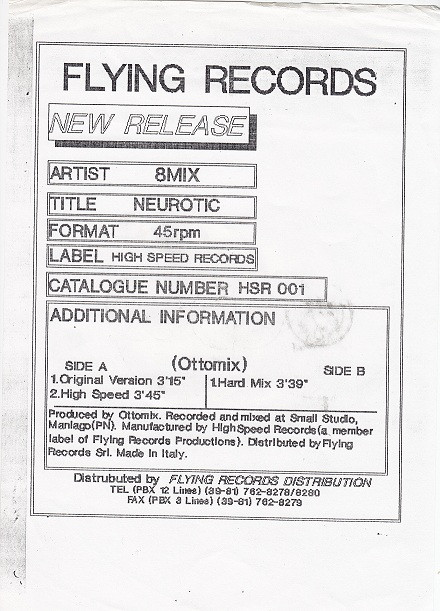 FLYING RECORDS
NEW RELEASE
ARTIST 8MIX
TITLE NEUROTIC
FORMAT 45rpm
LABEL HIGH SPEED RECORDS
CATALOGUE NUMBER HSR 001
ADDITIONAL INFORMATION
(Ottomix)
SIDE A SIDE B
1.Original Version 3'15" 1.Hard Mix 3'39"
2.High Speed 3'45"
Produced by Ottomix. Recorded and mixed at Small Studio,
Maniago(PN). Manufactured by HighSpeed Records(a member
label of Flying Records Productions). Distributed by Flying
Records Srl. Made in Italy.
Distrubuted by FLYING RECORDS DISTRIBUTION
TEL (PBX 12 Lines) (39-81) 762-8278/8280
FAX (PBX 3 Lines) (39-81) 762-8279